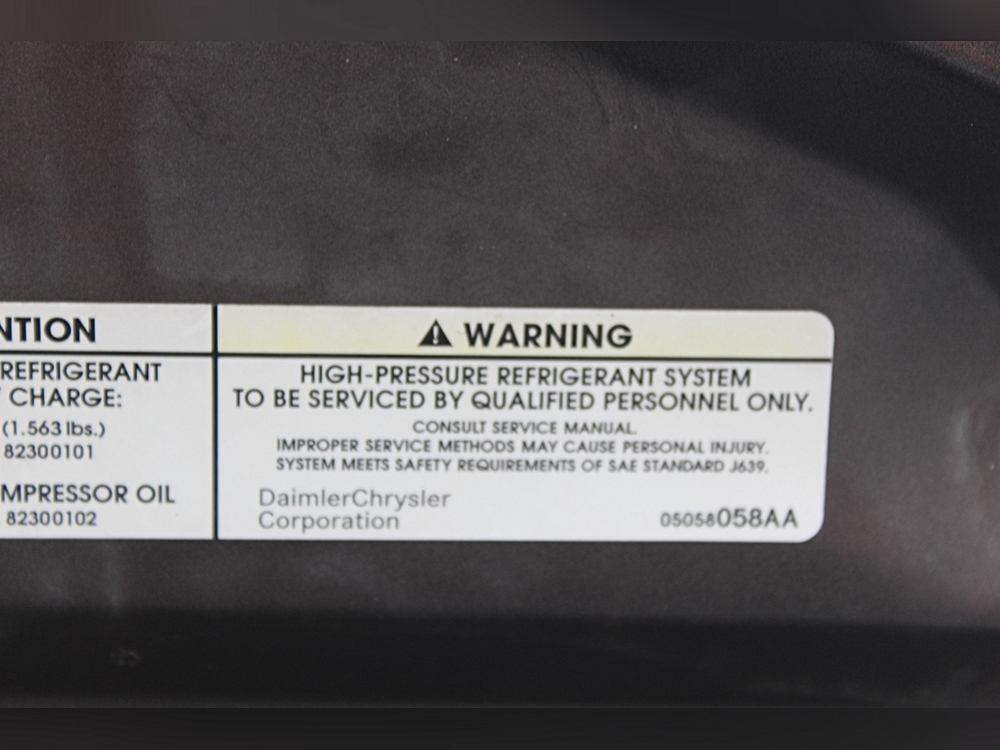 NTION
REFRIGERANT
CHARGE:
(1.563 lbs.)
82300101
MPRESSOR OIL
82300102
WARNING
HIGH-PRESSURE REFRIGERANT SYSTEM
TO BE SERVICED BY QUALIFIED PERSONNEL ONLY.
CONSULT SERVICE MANUAL.
IMPROPER SERVICE METHODS MAY CAUSE PERSONAL INJURY.
SYSTEM MEETS SAFETY REQUIREMENTS OF SAE STANDARD J639.
DaimlerChrysler
Corporation
05058058AA